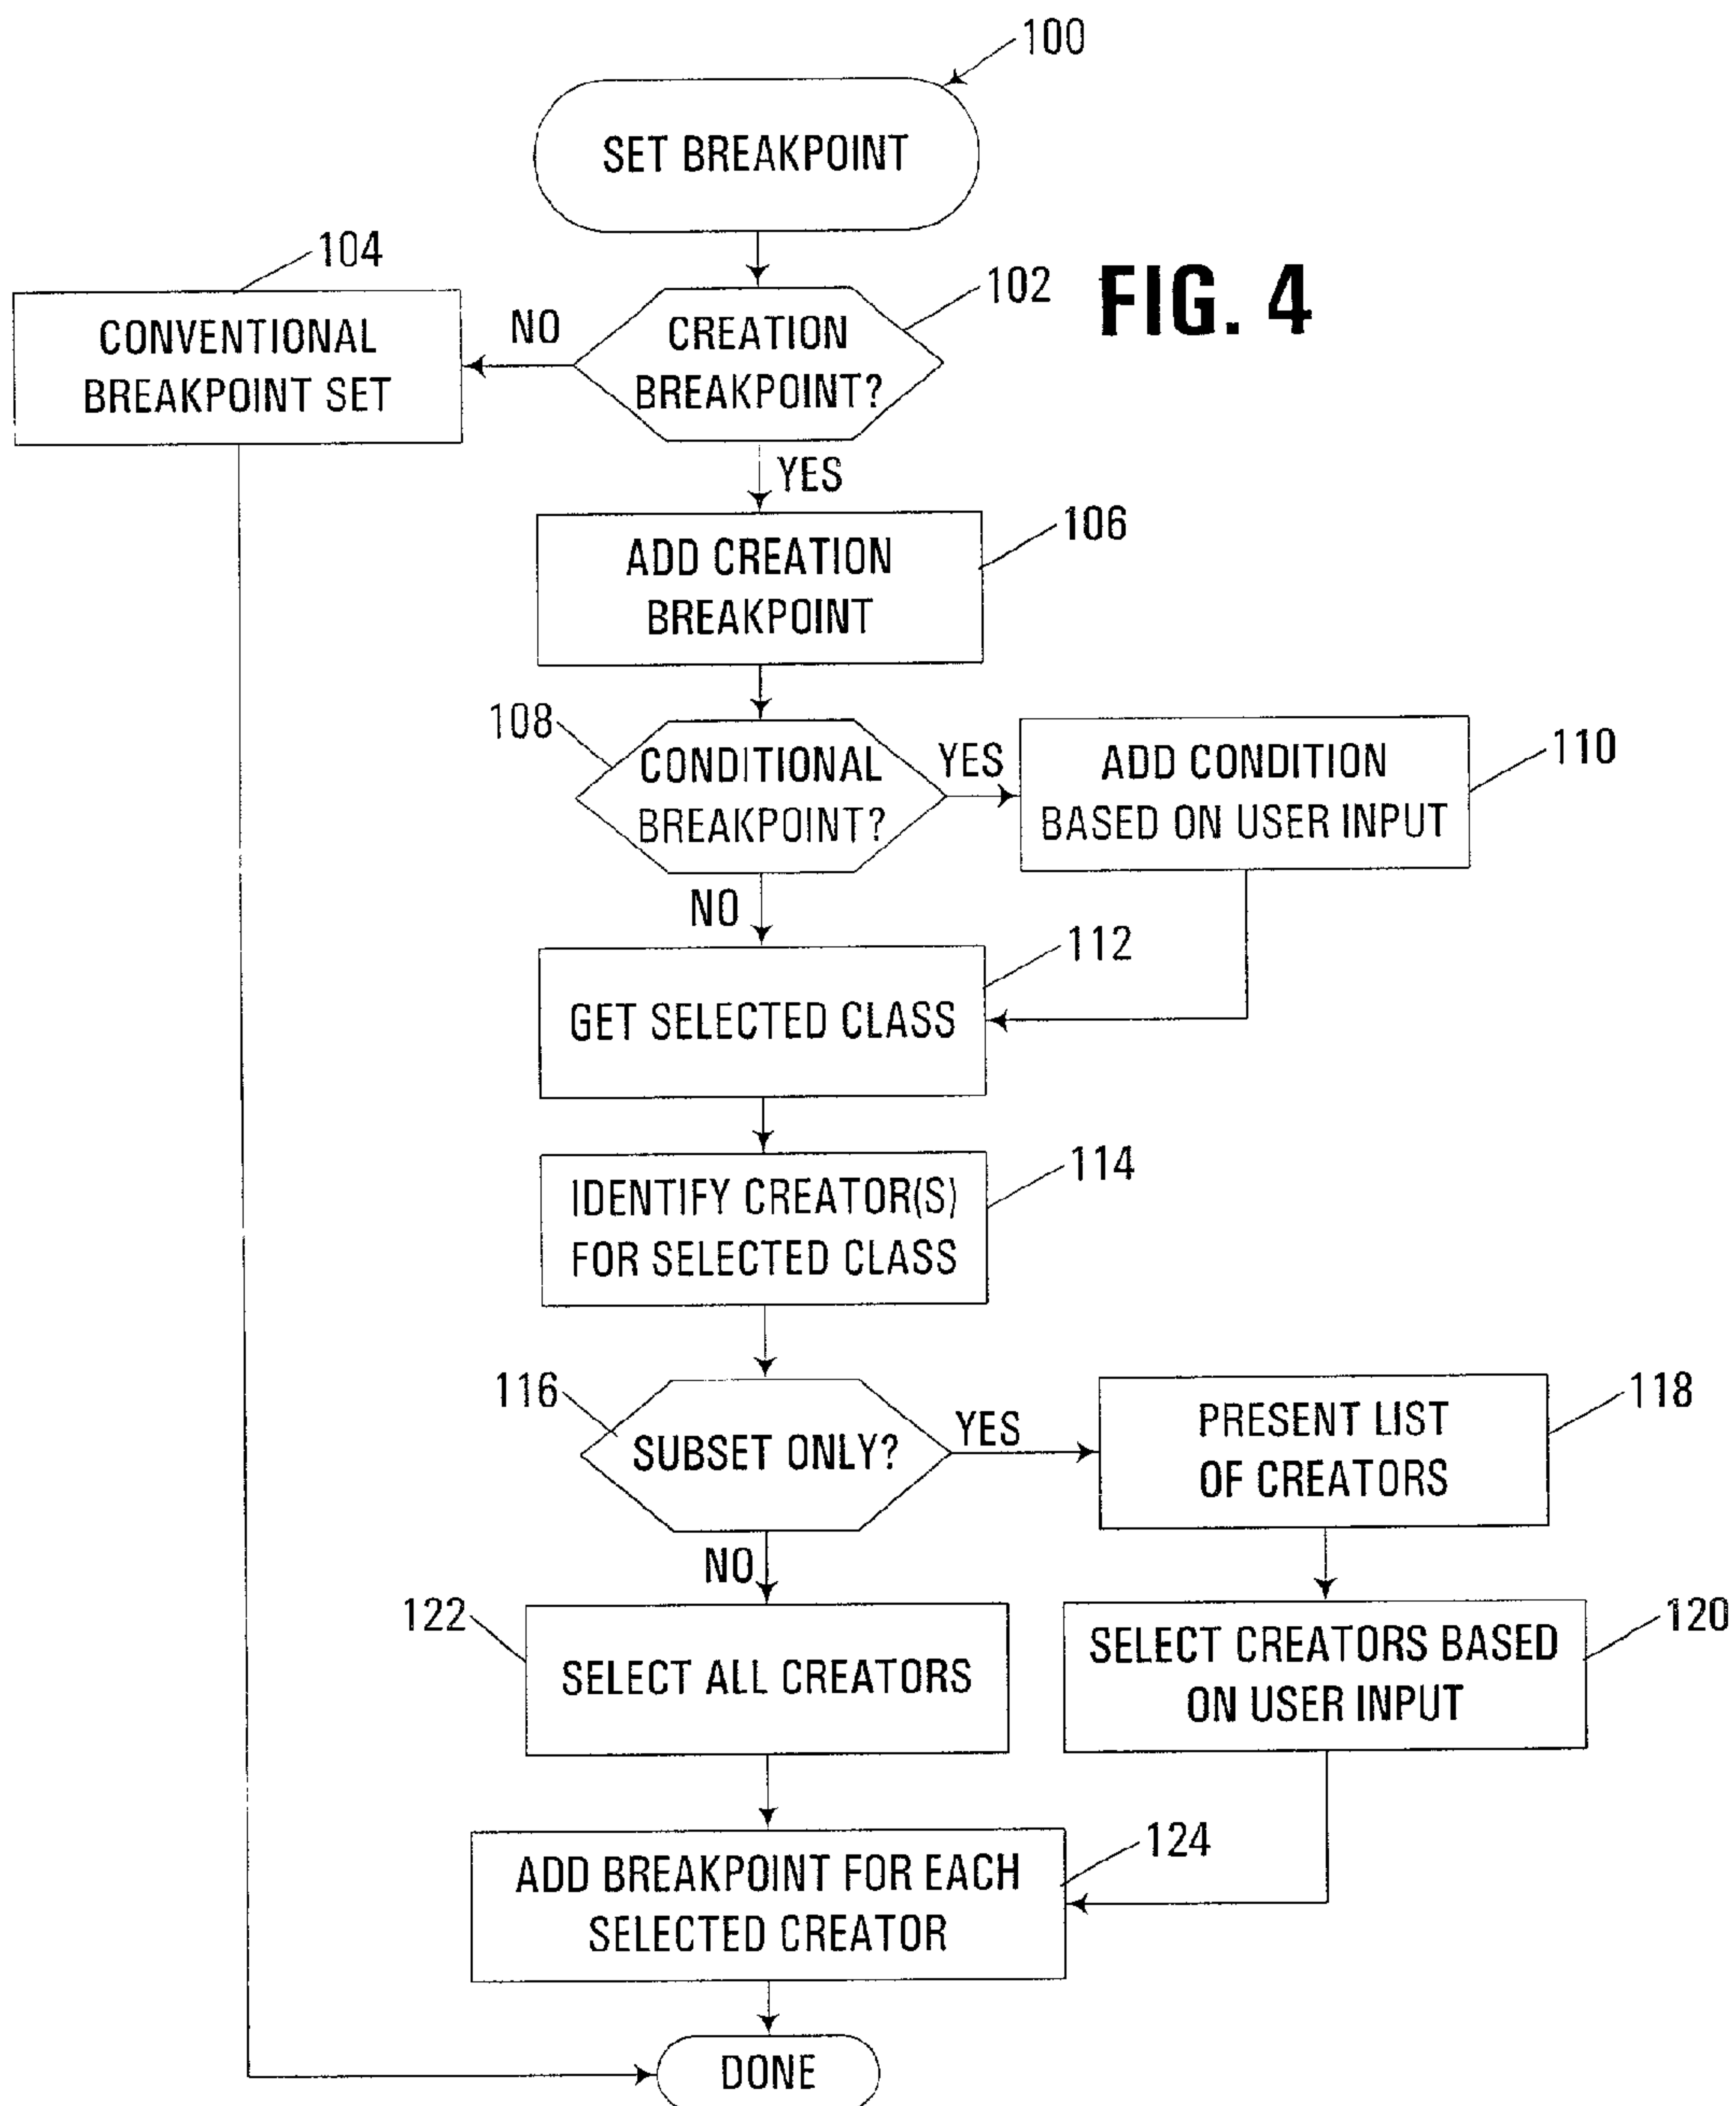 100
SET BREAKPOINT
FIG. 4
104
CONVENTIONAL
BREAKPOINT SET
NO
102
CREATION
BREAKPOINT?
YES
106
ADD CREATION
BREAKPOINT
108
CONDITIONAL
BREAKPOINT?
YES
110
ADD CONDITION
BASED ON USER INPUT
NO
112
GET SELECTED CLASS
114
IDENTIFY CREATOR(S)
FOR SELECTED CLASS
116
SUBSET ONLY?
YES
118
PRESENT LIST
OF CREATORS
NO
122
SELECT ALL CREATORS
120
SELECT CREATORS BASED
ON USER INPUT
124
ADD BREAKPOINT FOR EACH
SELECTED CREATOR
DONE